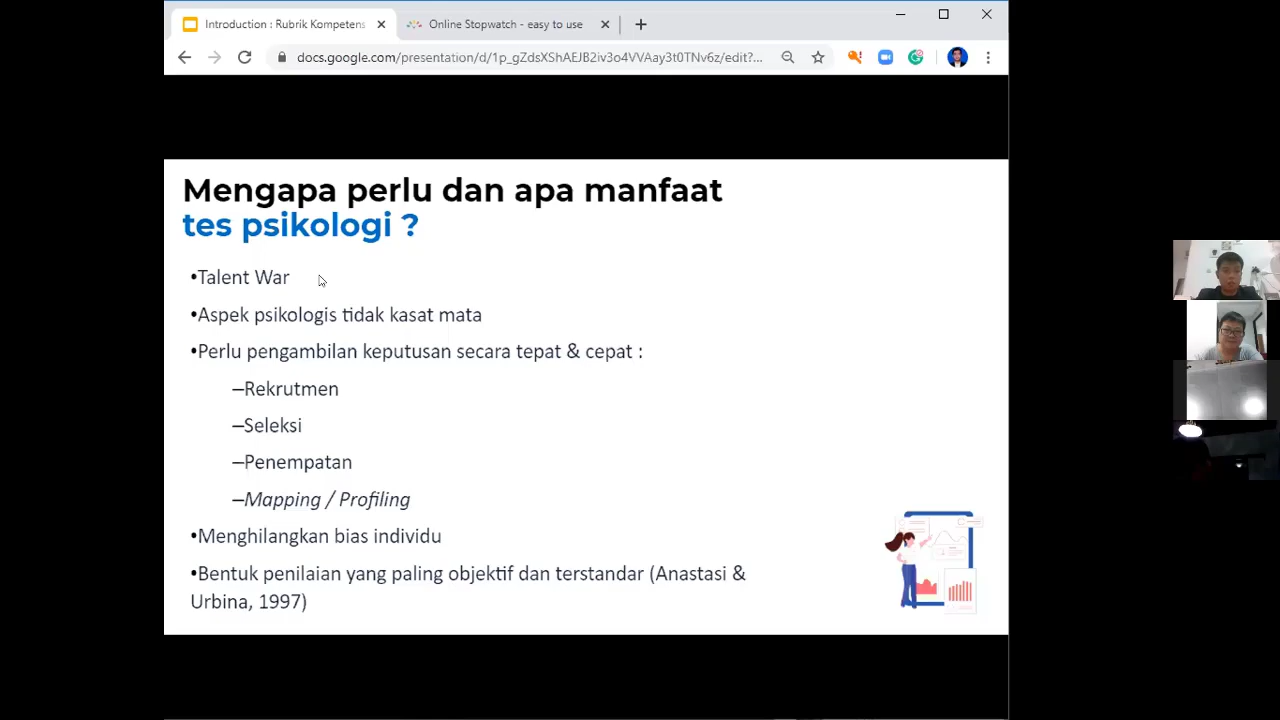 Introduction : Rubrik Kompetens
Online Stopwatch - easy to use
docs.google.com/presentation/d/1p_gZdsXShAEJB2iv3o4VVAay3t0TNv6z/edit?...
Mengapa perlu dan apa manfaat
tes psikologi ?
•Talent War
•Aspek psikologis tidak kasat mata
•Perlu pengambilan keputusan secara tepat & cepat :
–Rekrutmen
–Seleksi
–Penempatan
–Mapping / Profiling
•Menghilangkan bias individu
•Bentuk penilaian yang paling objektif dan terstandar (Anastasi &
Urbina, 1997)